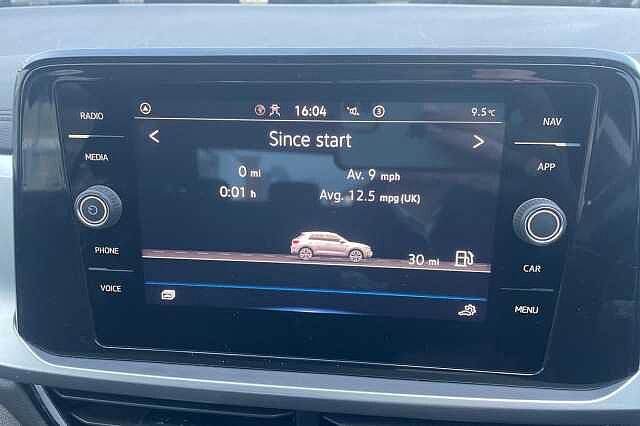 RADIO
MEDIA
PHONE
VOICE
16:04
3
9.5°C
< Since start >
0 mi
Av. 9 mph
0:01 h
Avg. 12.5 mpg (UK)
30 mi
NAV
APP
CAR
MENU